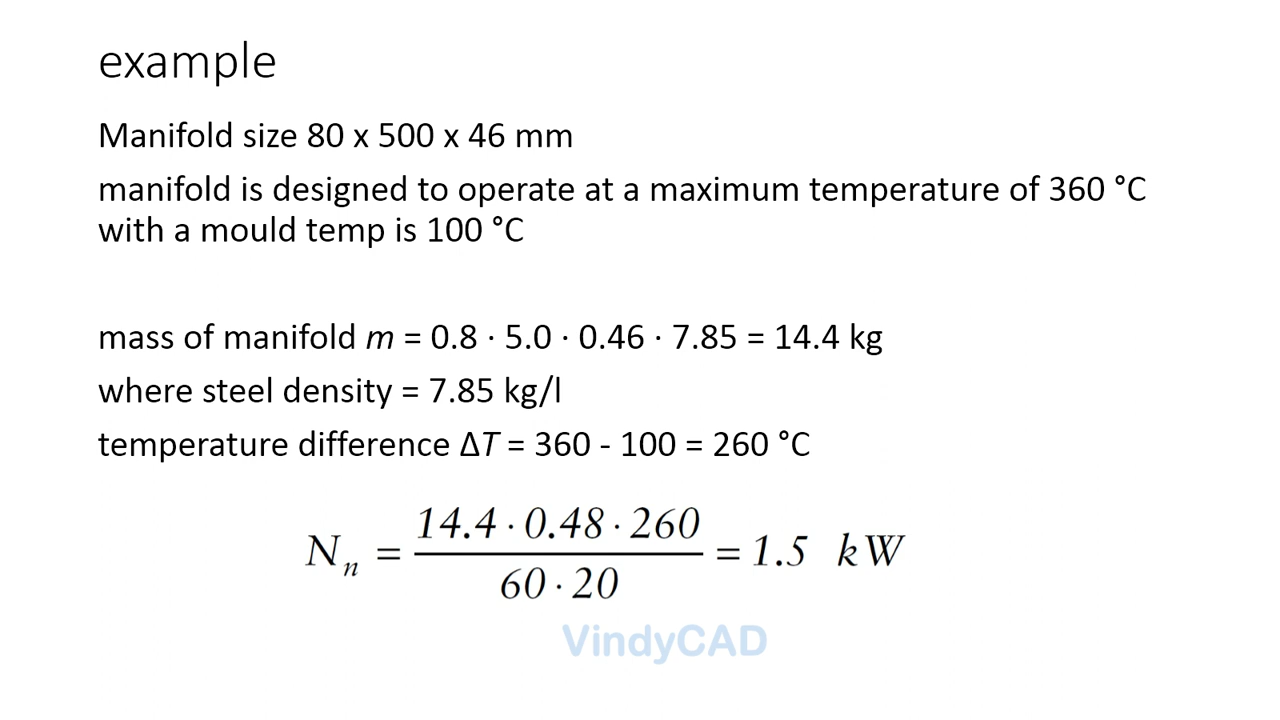 example
Manifold size 80 x 500 x 46 mm
manifold is designed to operate at a maximum temperature of 360 °C
with a mould temp is 100 °C
mass of manifold m = 0.8 · 5.0 · 0.46 · 7.85 = 14.4 kg
where steel density = 7.85 kg/l
temperature difference ΔT = 360 - 100 = 260 °C
Nₙ = (14.4 · 0.48 · 260) / (60 · 20) = 1.5 kW
VindyCAD